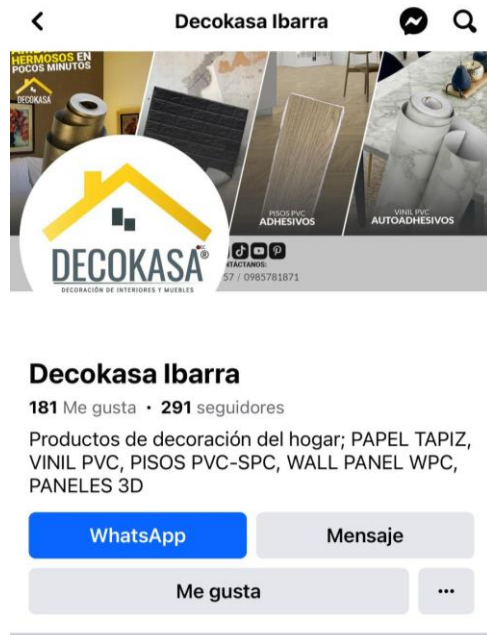 Decokasa Ibarra
HERMOSOS EN
POCOS MINUTOS
DECOKASA
PISOS PVC
ADHESIVOS
VINIL PVC
AUTOADHESIVOS
DECOKASA®
DECORACIÓN DE INTERIORES Y MUEBLES
57 / 0985781871
Decokasa Ibarra
181 Me gusta • 291 seguidores
Productos de decoración del hogar; PAPEL TAPIZ,
VINIL PVC, PISOS PVC-SPC, WALL PANEL WPC,
PANELES 3D
WhatsApp
Mensaje
Me gusta